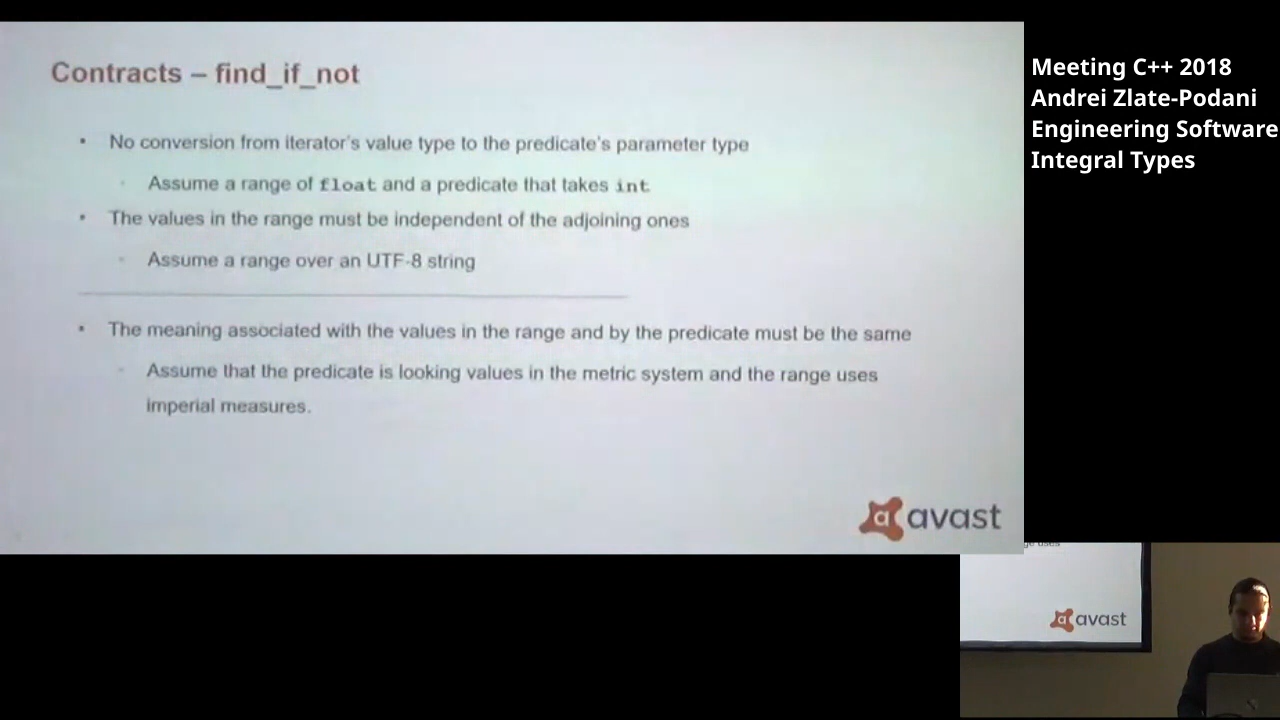 Contracts – find_if_not
• No conversion from iterator's value type to the predicate's parameter type
Assume a range of float and a predicate that takes int
• The values in the range must be independent of the adjoining ones
Assume a range over an UTF-8 string
• The meaning associated with the values in the range and by the predicate must be the same
Assume that the predicate is looking values in the metric system and the range uses
imperial measures.
avast
Meeting C++ 2018
Andrei Zlate-Podani
Engineering Software
Integral Types
uses
avast